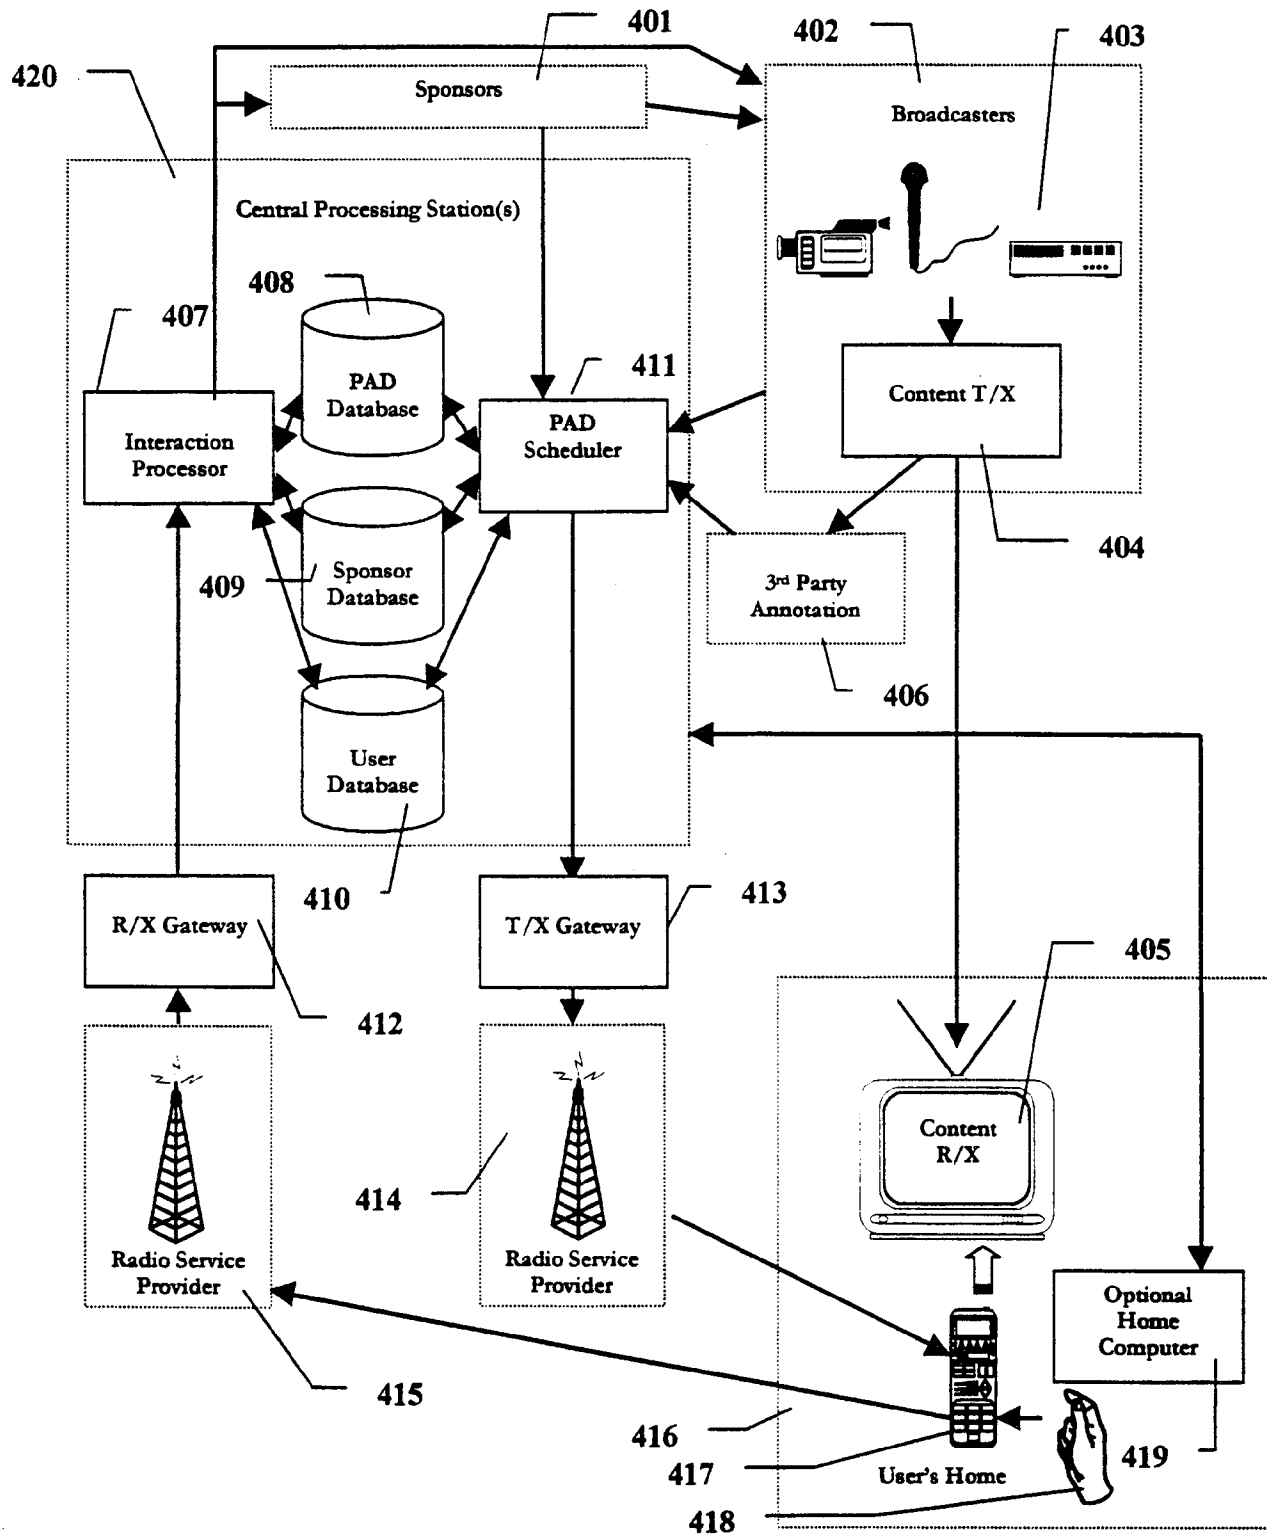 401
402
403
420
Sponsors
Broadcasters
Central Processing Station(s)
408
407
411
PAD
Database
PAD
Scheduler
Content T/X
Interaction
Processor
404
409
Sponsor
Database
3rd Party
Annotation
406
User
Database
410
413
R/X Gateway
T/X Gateway
405
412
Content
R/X
414
Radio Service
Provider
Radio Service
Provider
Optional
Home
Computer
415
416
417
User's Home
419
418